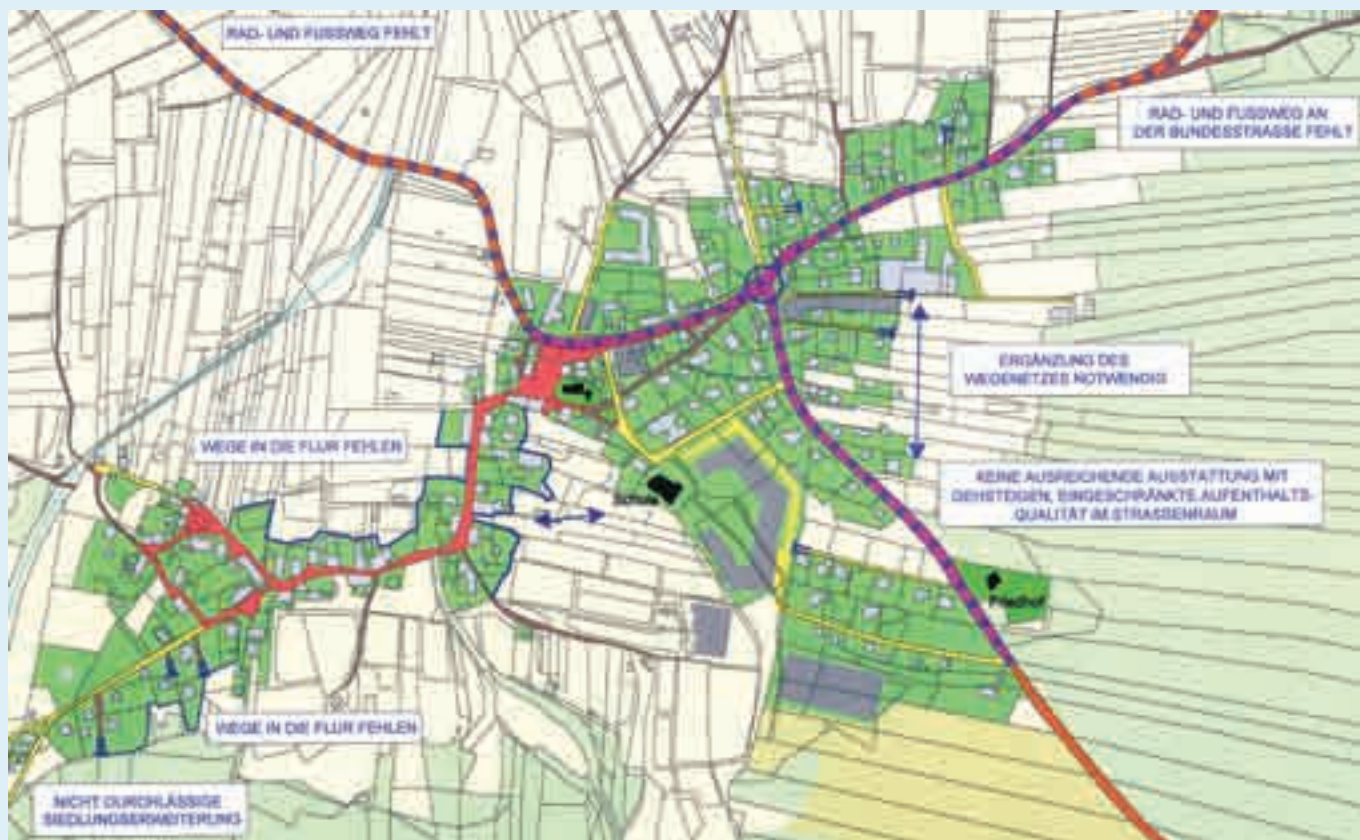 RAD- UND FUSSWEG FEHLT
RAD- UND FUSSWEG AN
DER BUNDESSTRASSE FEHLT
ERGÄNZUNG DES
WEGENETZES NOTWENDIG
WEGE IN DIE FLUR FEHLEN
KEINE AUSREICHENDE AUSSTATTUNG MIT
GEHSTEIGEN, EINGESCHRÄNKTE AUFENTHALTS-
QUALITÄT IM STRASSENRAUM
Schule
Friedhof
WEGE IN DIE FLUR FEHLEN
NICHT DURCHLÄSSIGE
SIEDLUNGSERWEITERUNG